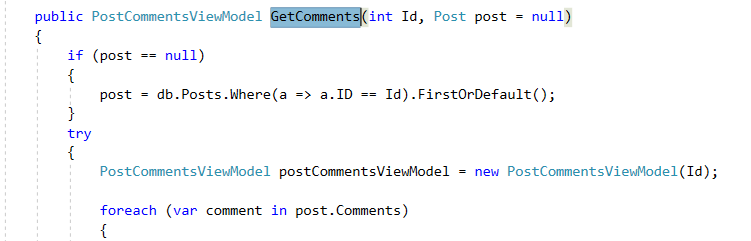 public PostCommentsViewModel GetComments(int Id, Post post = null)
{
if (post == null)
{
post = db.Posts.Where(a => a.ID == Id).FirstOrDefault();
}
try
{
PostCommentsViewModel postCommentsViewModel = new PostCommentsViewModel(Id);
foreach (var comment in post.Comments)
{